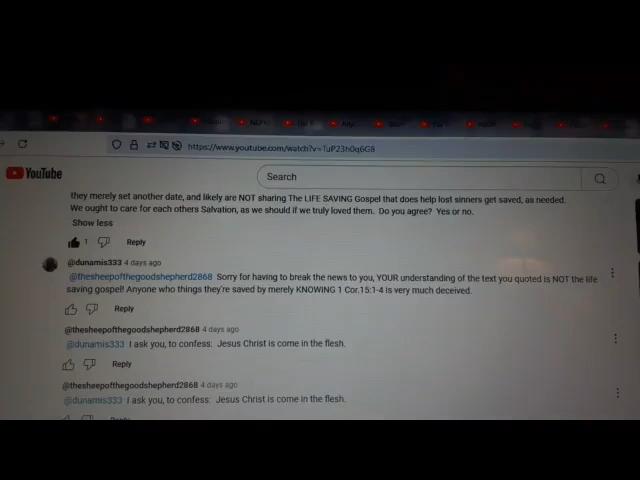 https://www.youtube.com/watch?v=TuP23h0q6G8
YouTube
Search
they merely set another date, and likely are NOT sharing The LIFE SAVING Gospel that does help lost sinners get saved, as needed.
We ought to care for each others Salvation, as we should if we truly loved them. Do you agree? Yes or no.
Show less
1 Reply
@dunamis333 4 days ago
@thesheepofthegoodshepherd2868 Sorry for having to break the news to you, YOUR understanding of the text you quoted is NOT the life
saving gospel! Anyone who things they're saved by merely KNOWING 1 Cor.15:1-4 is very much deceived.
Reply
@thesheepofthegoodshepherd2868 4 days ago
@dunamis333 I ask you, to confess: Jesus Christ is come in the flesh.
Reply
@thesheepofthegoodshepherd2868 4 days ago
@dunamis333 I ask you, to confess: Jesus Christ is come in the flesh.
Reply